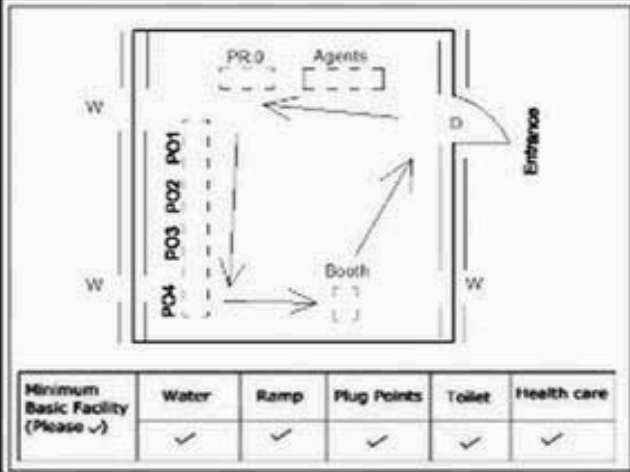 PR.O Agents
W
D
Entrance
PO1
PO2
PO3
PO4
Booth
W
W
Minimum Basic Facility (Please ✓) Water Ramp Plug Points Toilet Health care
✓ ✓ ✓ ✓ ✓